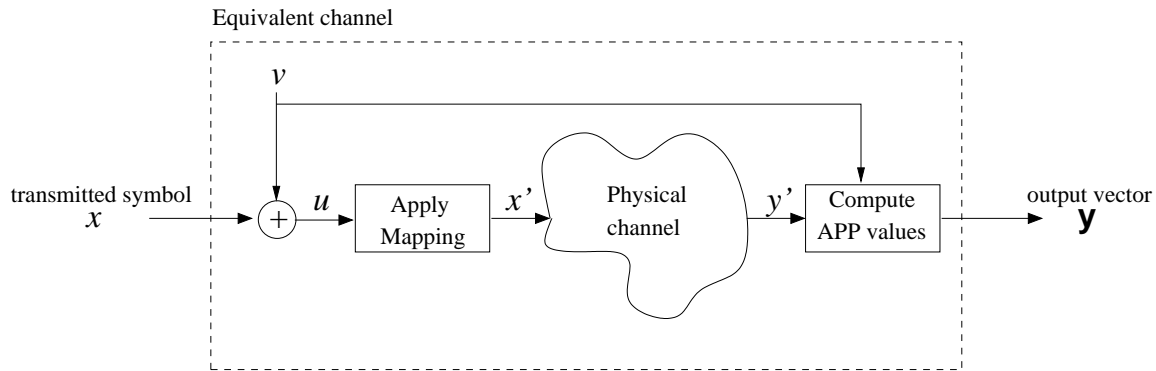 Equivalent channel
v
transmitted symbol
x
+
u
Apply
Mapping
x'
Physical
channel
y'
Compute
APP values
output vector
y